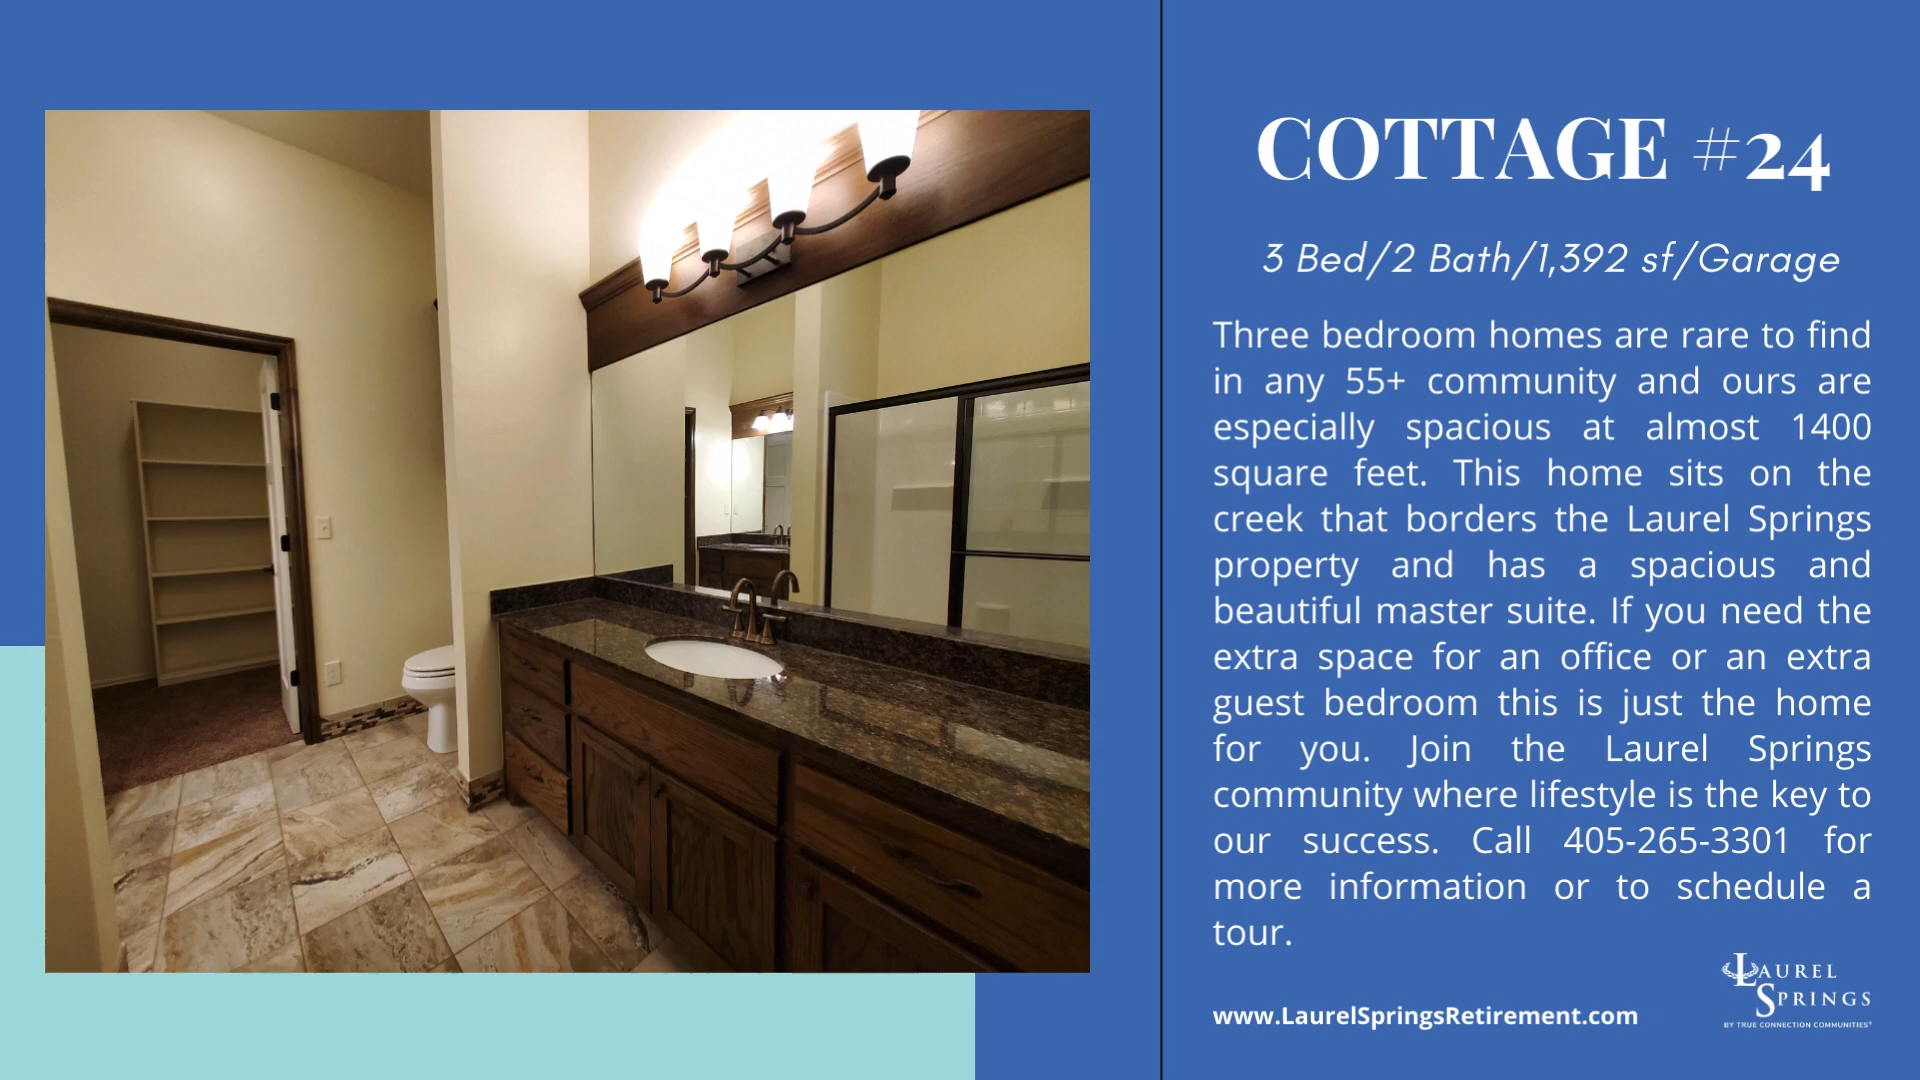 COTTAGE #24
3 Bed/2 Bath/1,392 sf/Garage
Three bedroom homes are rare to find
in any 55+ community and ours are
especially spacious at almost 1400
square feet. This home sits on the
creek that borders the Laurel Springs
property and has a spacious and
beautiful master suite. If you need the
extra space for an office or an extra
guest bedroom this is just the home
for you. Join the Laurel Springs
community where lifestyle is the key to
our success. Call 405-265-3301 for
more information or to schedule a
tour.
LAUREL
SPRINGS
BY TRUE CONNECTION COMMUNITIES®
www.LaurelSpringsRetirement.com